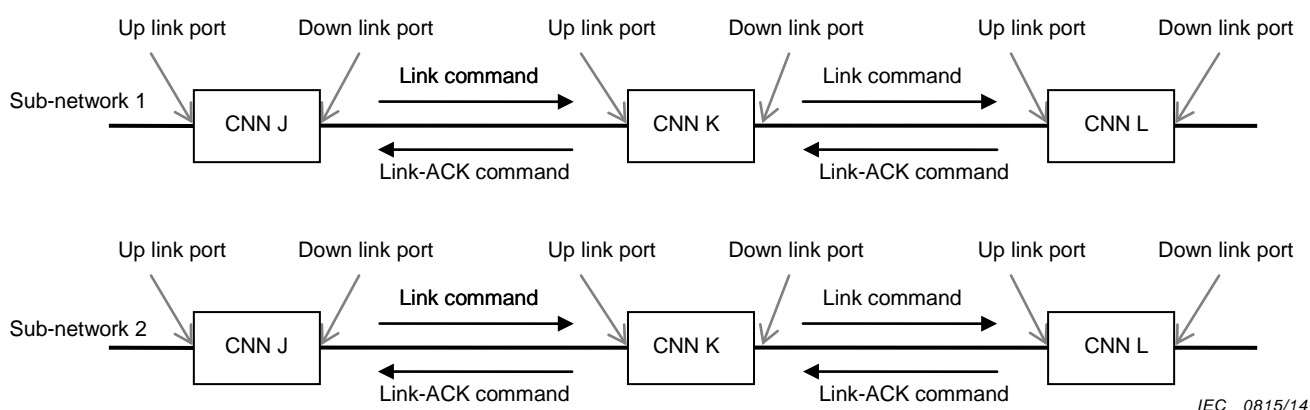 Up link port Down link port Up link port Down link port Up link port Down link port
Link command Link command
Sub-network 1
CNN J CNN K CNN L
Link-ACK command Link-ACK command
Up link port Down link port Up link port Down link port Up link port Down link port
Link command Link command
Sub-network 2
CNN J CNN K CNN L
Link-ACK command Link-ACK command
IEC 0815/14